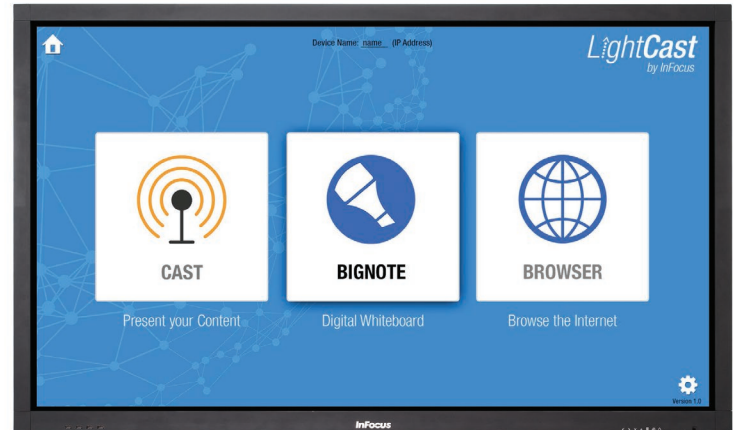 Device Name: name (IP Address)
LightCast
by InFocus
CAST
BIGNOTE
BROWSER
Present your Content
Digital Whiteboard
Browse the Internet
Version 1.0
InFocus